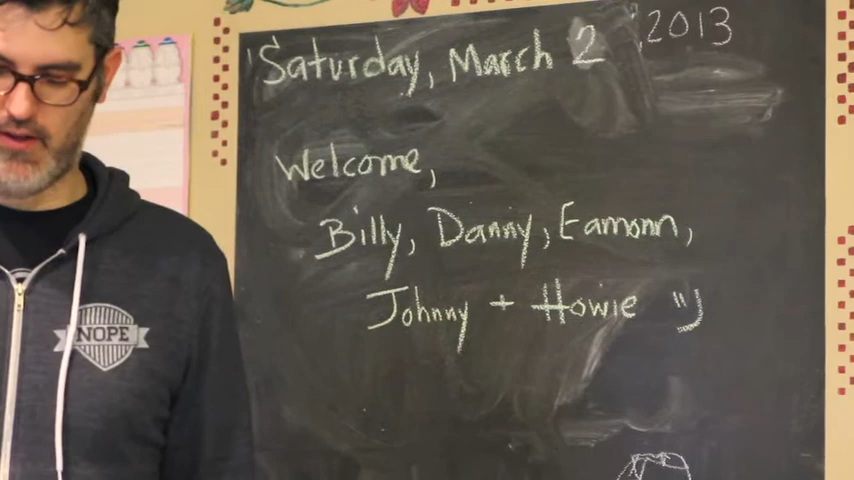 Saturday, March 2, 2013
Welcome,
Billy, Danny, Eamonn,
Johnny + Howie
NOPE